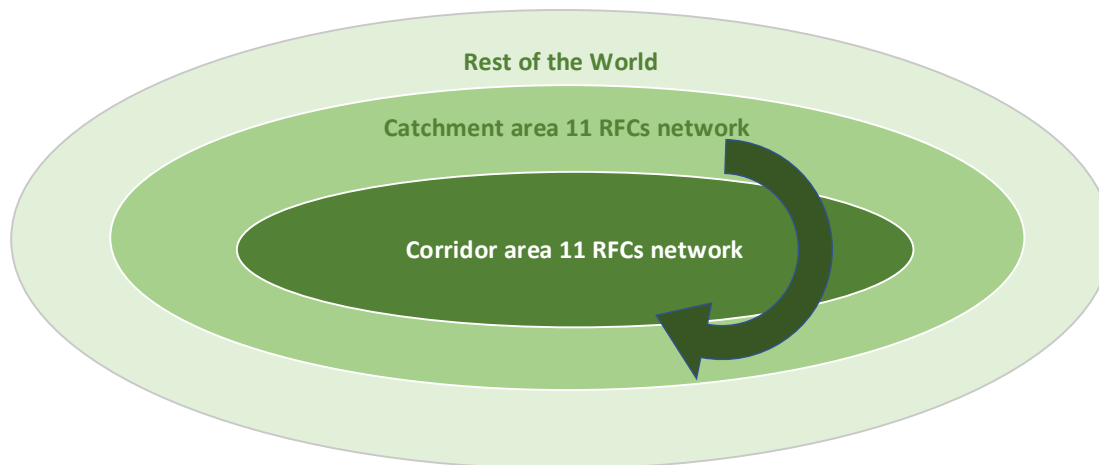 Rest of the World
Catchment area 11 RFCs network
Corridor area 11 RFCs network